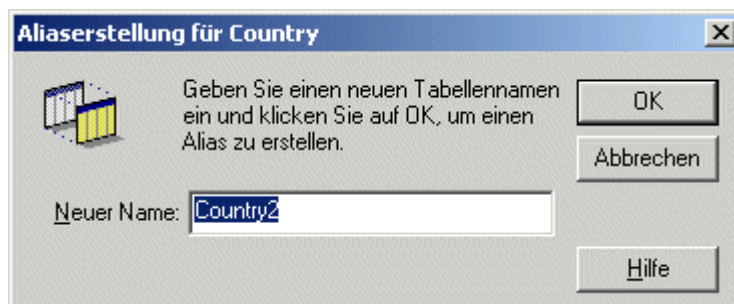 Aliaserstellung für Country
Geben Sie einen neuen Tabellennamen
ein und klicken Sie auf OK, um einen
Alias zu erstellen.
OK
Abbrechen
Neuer Name: Country2
Hilfe